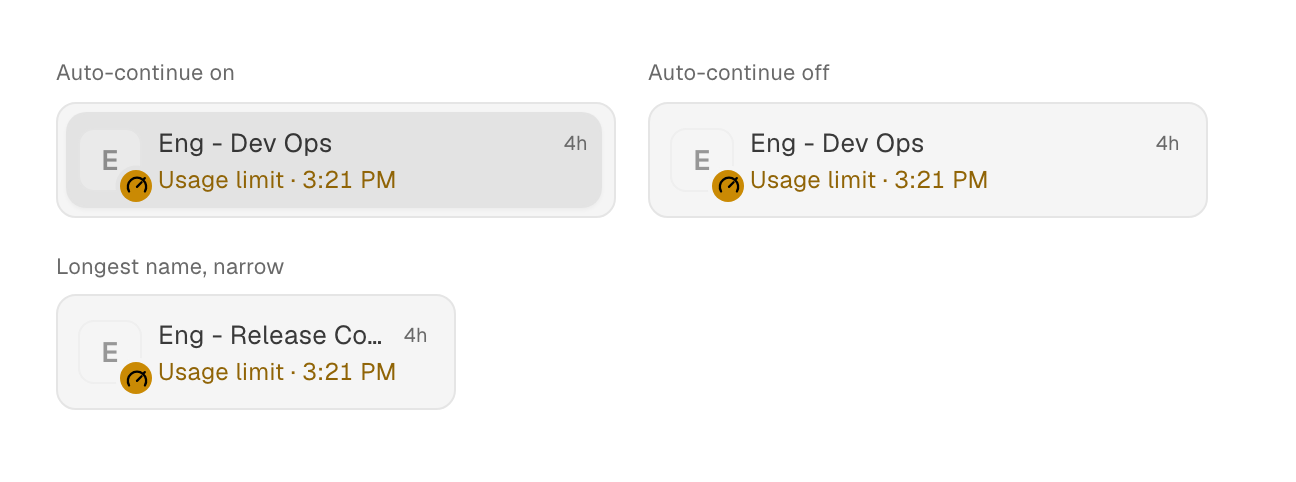 Auto-continue on
Auto-continue off
E
Eng - Dev Ops
4h
Usage limit · 3:21 PM
E
Eng - Dev Ops
4h
Usage limit · 3:21 PM
Longest name, narrow
E
Eng - Release Co...
4h
Usage limit · 3:21 PM